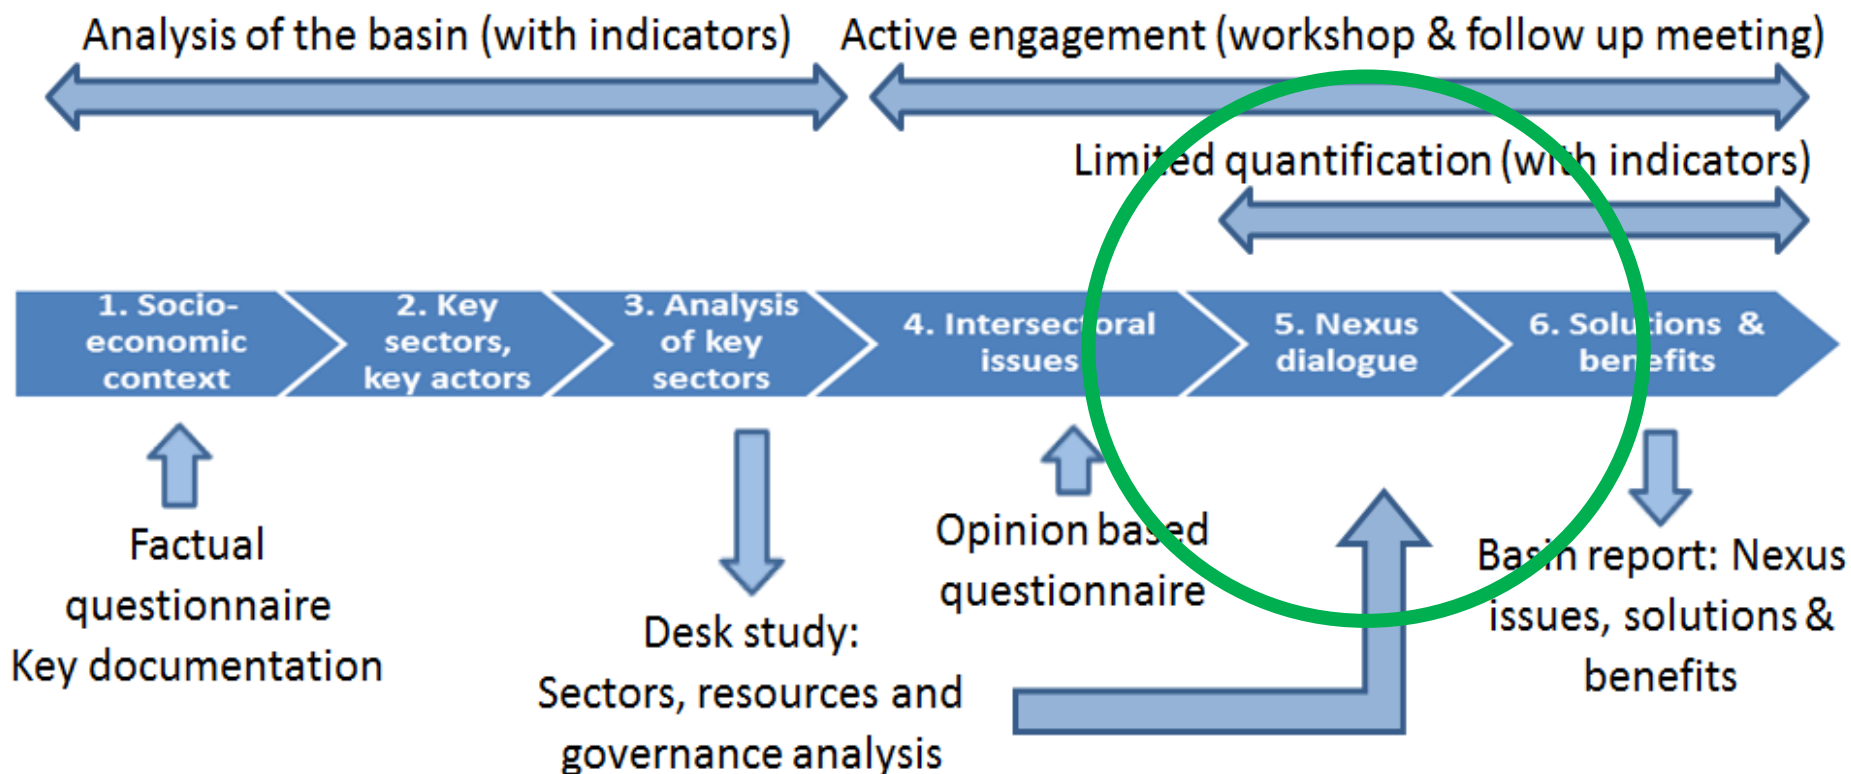 Analysis of the basin (with indicators)
Active engagement (workshop & follow up meeting)
Limited quantification (with indicators)
1. Socio-
economic
context
2. Key
sectors,
key actors
3. Analysis
of key
sectors
4. Intersectoral
issues
5. Nexus
dialogue
6. Solutions &
benefits
Factual
questionnaire
Key documentation
Desk study:
Sectors, resources and
governance analysis
Opinion based
questionnaire
Basin report: Nexus
issues, solutions &
benefits